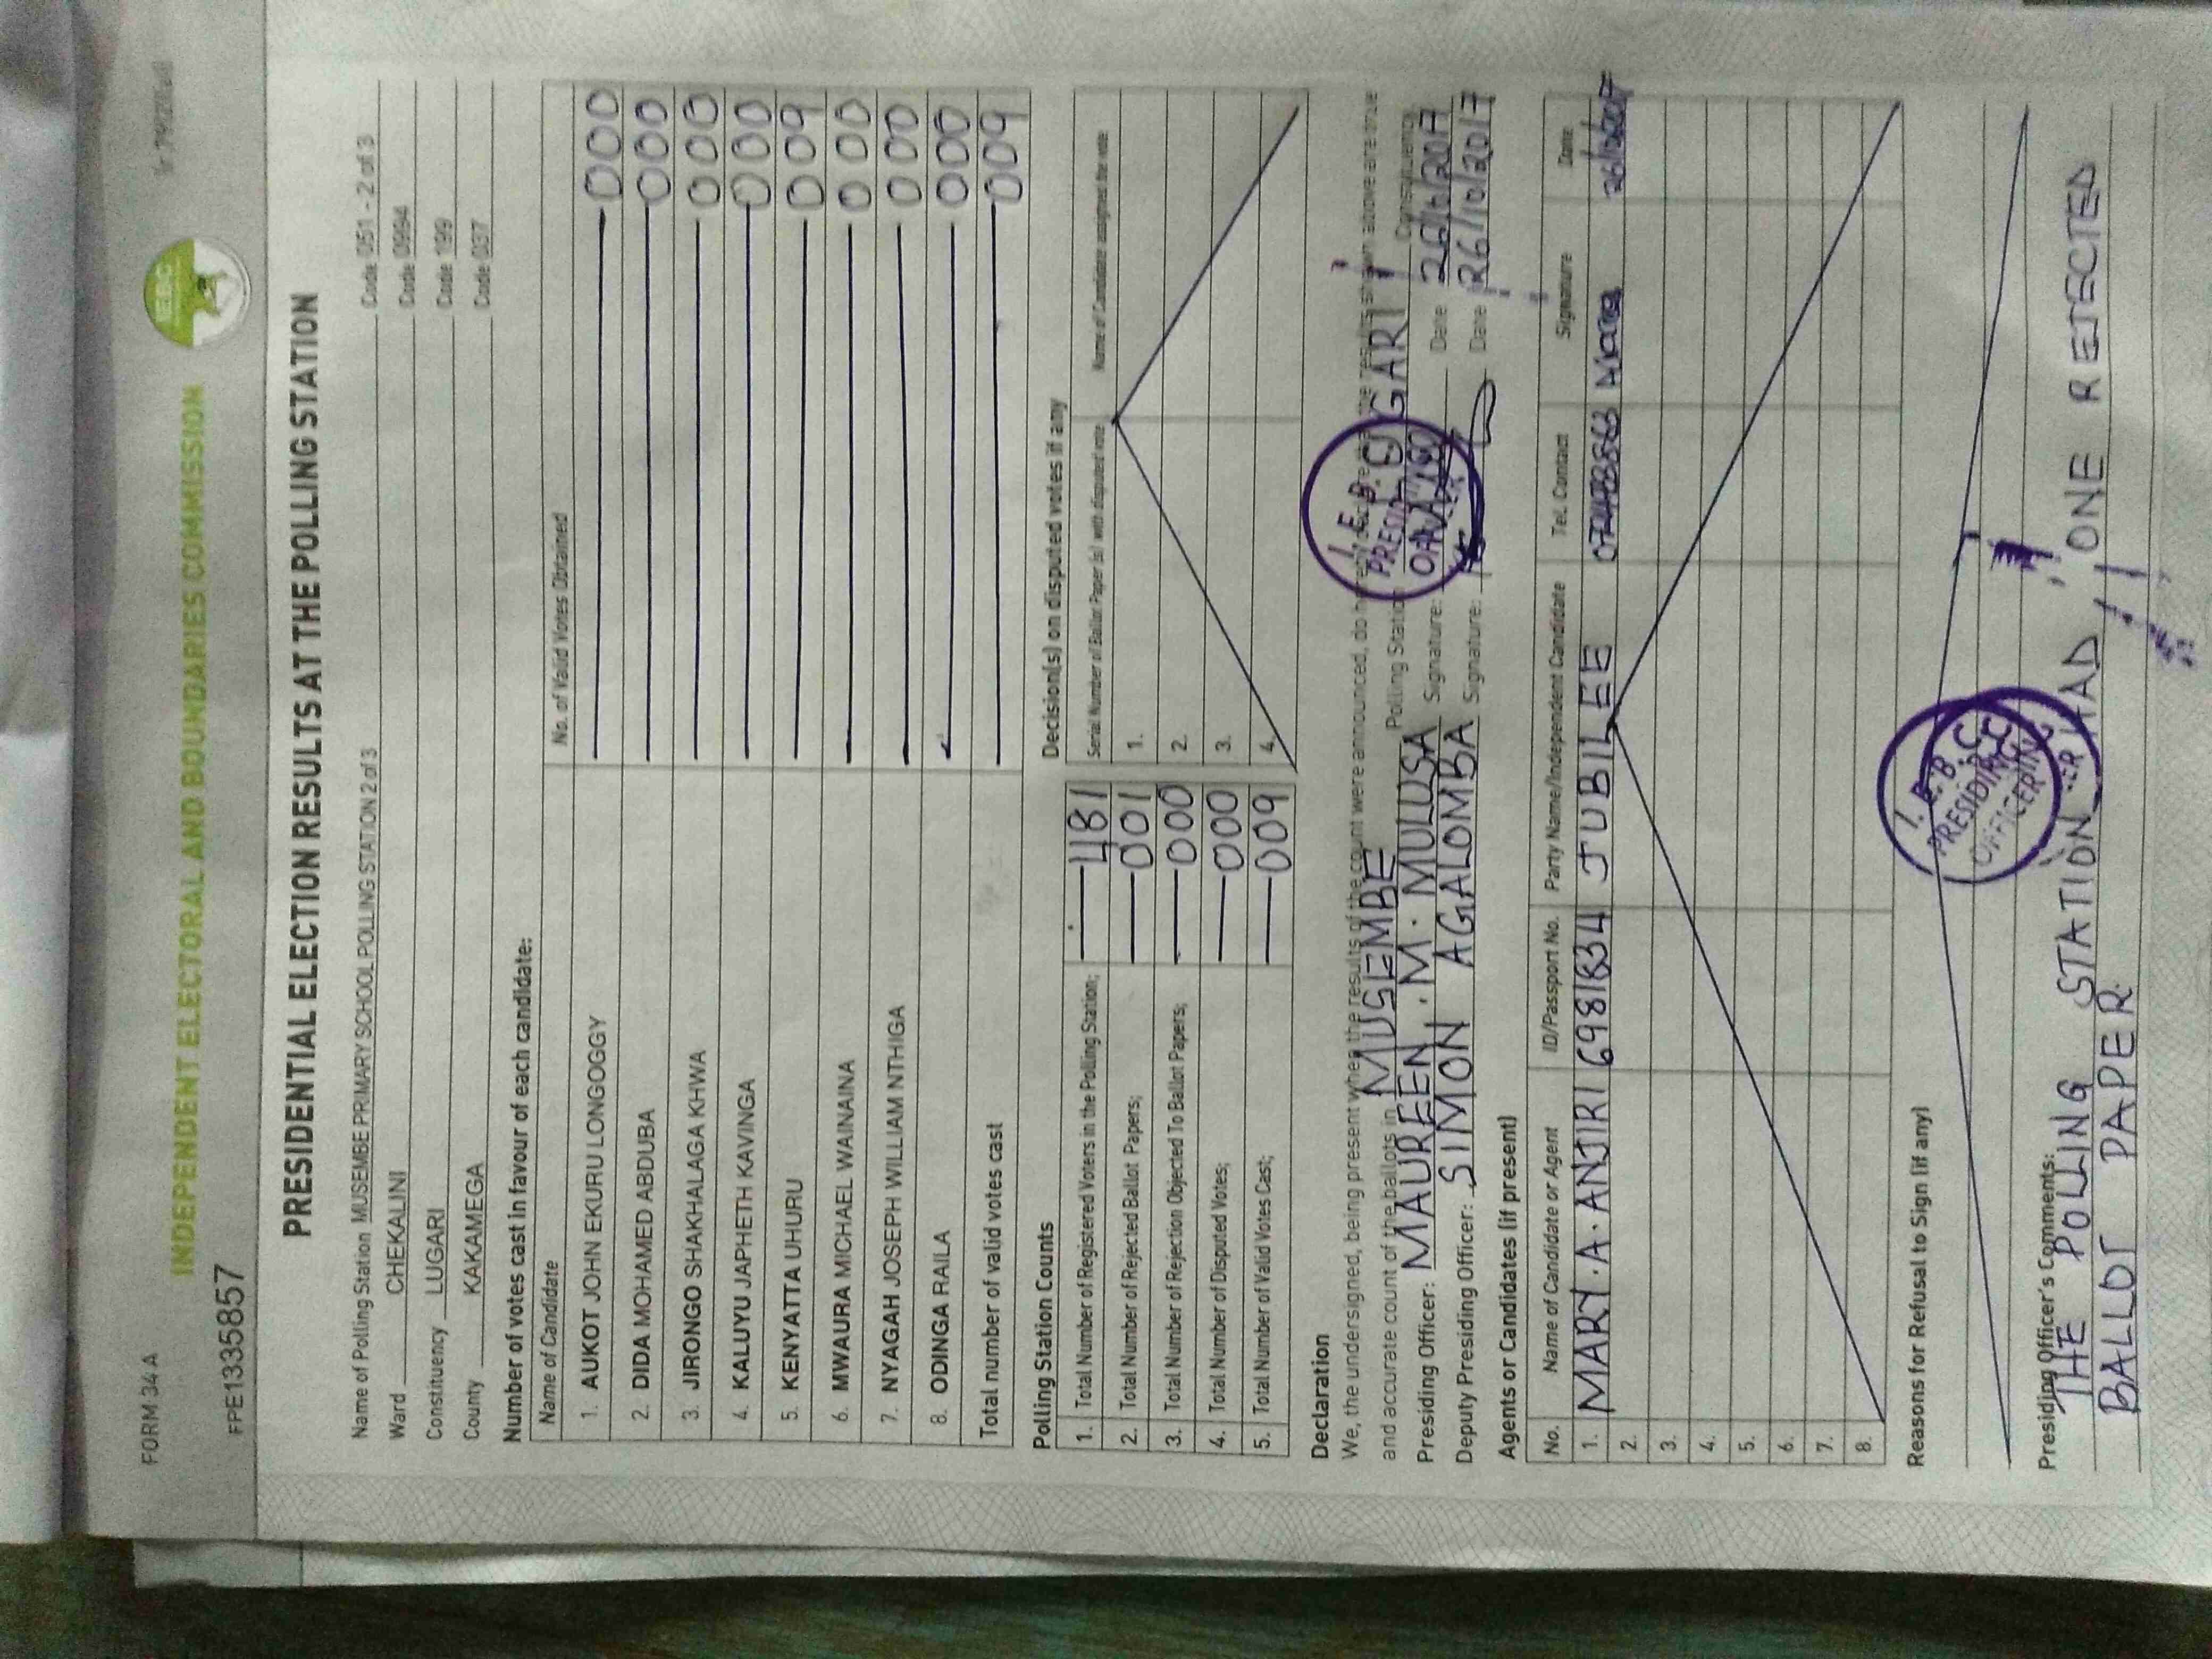 FORM 34 A
INDEPENDENT ELECTORAL AND BOUNDARIES COMMISSION
IEBC
FPE1335857
PRESIDENTIAL ELECTION RESULTS AT THE POLLING STATION
Name of Polling Station MUSEMBE PRIMARY SCHOOL POLLING STATION 2 of 3 Code 051 - 2 of 3
Ward CHEKALINI Code 0994
Constituency LUGARI Code 199
County KAKAMEGA Code 037
Number of votes cast in favour of each candidate:
Name of Candidate No. of Valid Votes Obtained
1. AUKOT JOHN EKURU LONGOGGY 000
2. DIDA MOHAMED ABDUBA 000
3. JIRONGO SHAKHALAGA KHWA 000
4. KALUYU JAPHETH KAVINGA 000
5. KENYATTA UHURU 009
6. MWAURA MICHAEL WAINAINA 000
7. NYAGAH JOSEPH WILLIAM NTHIGA 000
8. ODINGA RAILA 000
Total number of valid votes cast 009
Polling Station Counts
1. Total Number of Registered Voters in the Polling Station; 481
2. Total Number of Rejected Ballot Papers; 001
3. Total Number of Rejection Objected To Ballot Papers; 000
4. Total Number of Disputed Votes; 000
5. Total Number of Valid Votes Cast; 009
Decision(s) on disputed votes if any
Serial Number of Ballot Paper (s) with disputed vote Name of Candidate assigned the vote
1.
2.
3.
4.
Declaration
We, the undersigned, being present when the results of the count were announced, do hereby above are true
and accurate count of the ballots in MUSEMBE Polling Station LUGARI Constituency
Presiding Officer: MAUREEN .M. MULUSA Signature: Date 26/10/2017
Deputy Presiding Officer: SIMON AGALOMBA Signature: Date 26/10/2017
I.E.B.C
PRESIDING
OFFICER
Agents or Candidates (if present)
No. Name of Candidate or Agent ID/Passport No. Party Name/Independent Candidate Tel. Contact Signature Date
1. MARY.A.ANJIRI 6981834 JUBILEE
2.
3.
4.
5.
6.
7.
8.
Reasons for Refusal to Sign (if any)
I.E.B.C
PRESIDING
OFFICER
Presiding Officer's Comments:
THE POLLING STATION HAD ONE REJECTED
BALLOT PAPER.